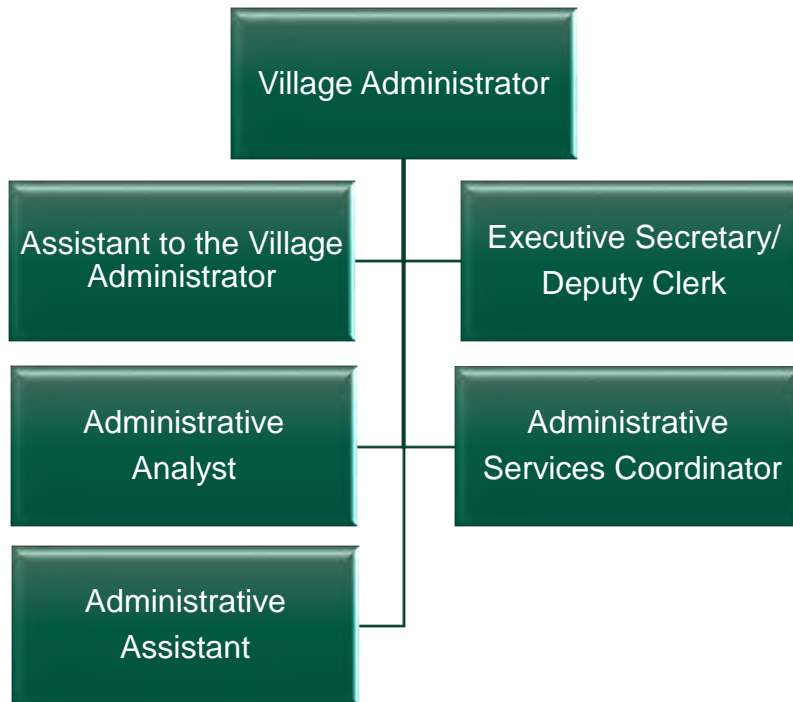 Village Administrator
Assistant to the Village
Administrator
Executive Secretary/
Deputy Clerk
Administrative
Analyst
Administrative
Services Coordinator
Administrative
Assistant